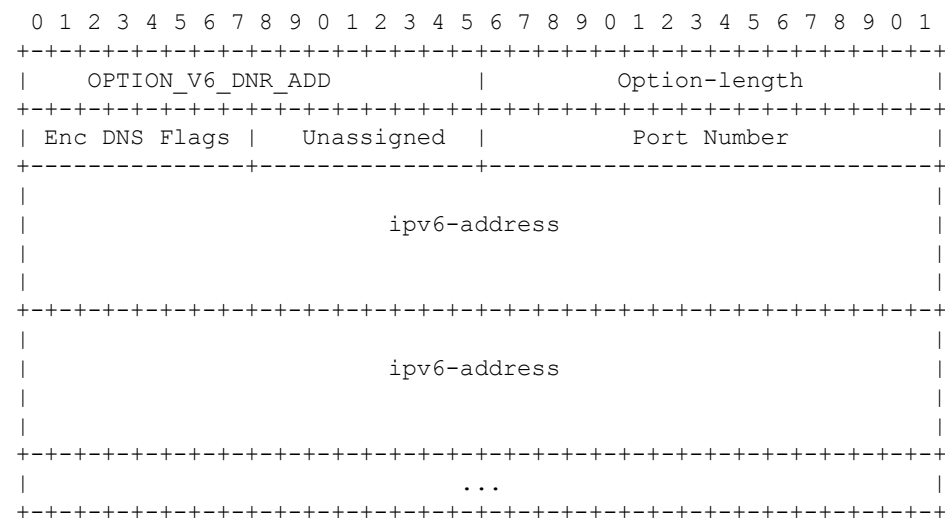 0 1 2 3 4 5 6 7 8 9 0 1 2 3 4 5 6 7 8 9 0 1 2 3 4 5 6 7 8 9 0 1
+-+-+-+-+-+-+-+-+-+-+-+-+-+-+-+-+-+-+-+-+-+-+-+-+-+-+-+-+-+-+-+-+
|    OPTION_V6_DNR_ADD          |         Option-length         |
+-+-+-+-+-+-+-+-+-+-+-+-+-+-+-+-+-+-+-+-+-+-+-+-+-+-+-+-+-+-+-+-+
| Enc DNS Flags |   Unassigned  |          Port Number          |
+---------------+---------------+-------------------------------+
|                                                               |
|                         ipv6-address                          |
|                                                               |
|                                                               |
+-+-+-+-+-+-+-+-+-+-+-+-+-+-+-+-+-+-+-+-+-+-+-+-+-+-+-+-+-+-+-+-+
|                                                               |
|                         ipv6-address                          |
|                                                               |
|                                                               |
+-+-+-+-+-+-+-+-+-+-+-+-+-+-+-+-+-+-+-+-+-+-+-+-+-+-+-+-+-+-+-+-+
|                              ...                              |
+-+-+-+-+-+-+-+-+-+-+-+-+-+-+-+-+-+-+-+-+-+-+-+-+-+-+-+-+-+-+-+-+